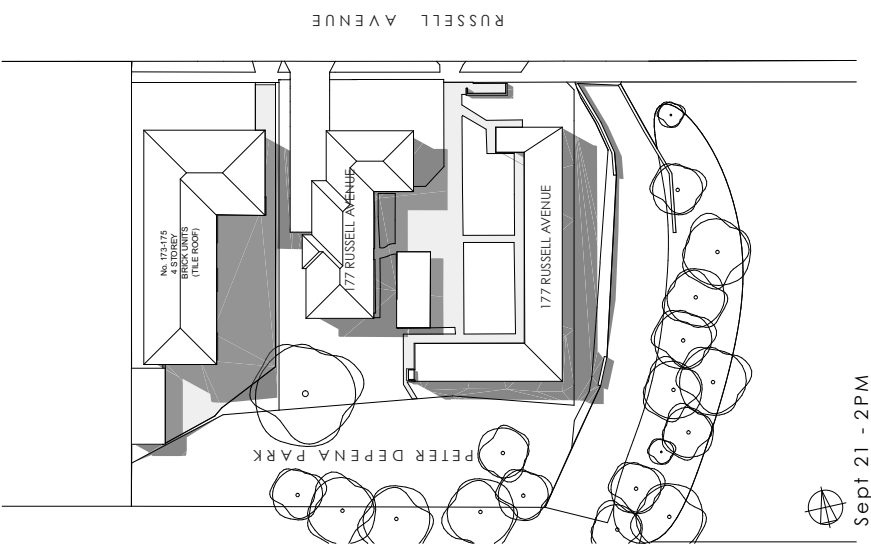 RUSSELL AVENUE
No. 173-175
4 STOREY
BRICK UNITS
(TILE ROOF)
177 RUSSELL AVENUE
177 RUSSELL AVENUE
PETER DEPENA PARK
Sept 21 - 2PM